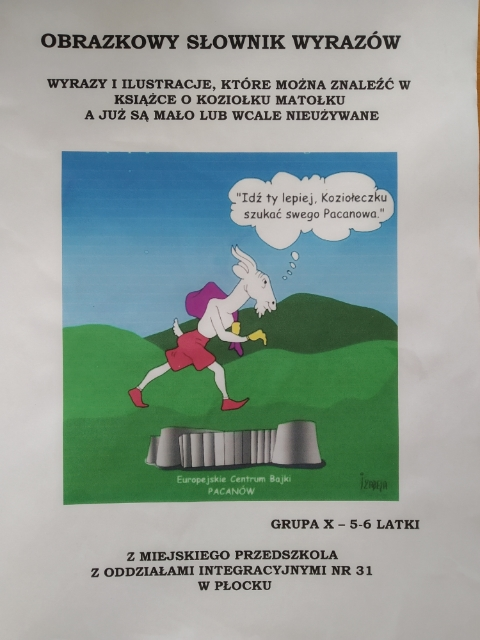 OBRAZKOWY SŁOWNIK WYRAZÓW
WYRAZY I ILUSTRACJE, KTÓRE MOŻNA ZNALEŹĆ W
KSIĄŻCE O KOZIOŁKU MATOŁKU
A JUŻ SĄ MAŁO LUB WCALE NIEUŻYWANE
"Idź ty lepiej, Koziołeczku
szukać swego Pacanowa."
Europejskie Centrum Bajki
PACANÓW
GRUPA X – 5-6 LATKI
Z MIEJSKIEGO PRZEDSZKOLA
Z ODDZIAŁAMI INTEGRACYJNYMI NR 31
W PŁOCKU